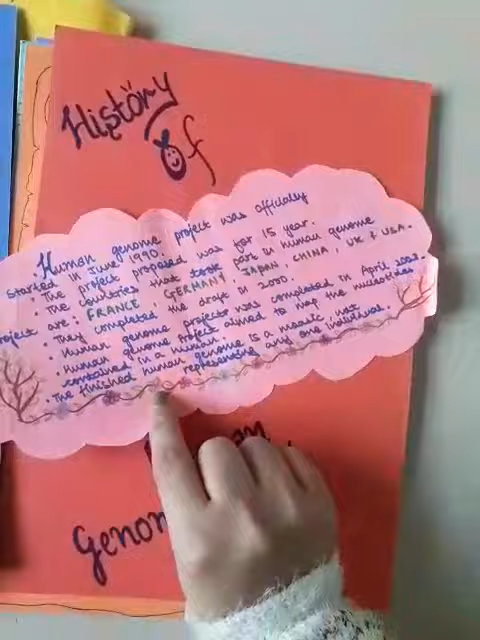 History
Of
Human genome project was officially
started in June 1990.
• The project propaied was for 15 year.
• The countries that took part in human genome
project are: FRANCE, GERMANY, JAPAN, CHINA, UK & USA.
• They completed the draft in 2000.
• Human genome projects was completed in April
• Human genome project aimed to map the nucleotides
contained in a human
• The finished human genome is a mosaic, not
representing any one individual.
Genom